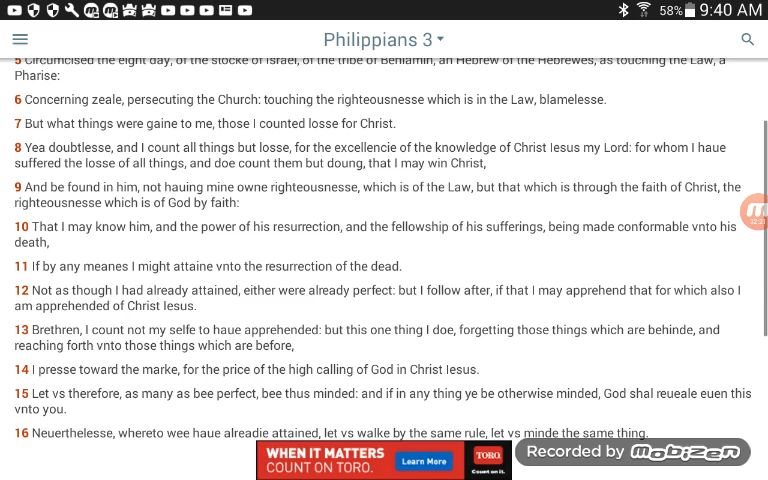 58% 9:40 AM
Philippians 3
5 Circumcised the eight day, of the stocke of Israel, of the tribe of Beniamin, an Hebrew of the Hebrewes, as touching the Law, a
Pharise:
6 Concerning zeale, persecuting the Church: touching the righteousnesse which is in the Law, blamelesse.
7 But what things were gaine to me, those I counted losse for Christ.
8 Yea doubtlesse, and I count all things but losse, for the excellencie of the knowledge of Christ Iesus my Lord: for whom I haue
suffered the losse of all things, and doe count them but doung, that I may win Christ,
9 And be found in him, not hauing mine owne righteousnesse, which is of the Law, but that which is through the faith of Christ, the
righteousnesse which is of God by faith:
10 That I may know him, and the power of his resurrection, and the fellowship of his sufferings, being made conformable vnto his
death,
11 If by any meanes I might attaine vnto the resurrection of the dead.
12 Not as though I had already attained, either were already perfect: but I follow after, if that I may apprehend that for which also I
am apprehended of Christ Iesus.
13 Brethren, I count not my selfe to haue apprehended: but this one thing I doe, forgetting those things which are behinde, and
reaching forth vnto those things which are before,
14 I presse toward the marke, for the price of the high calling of God in Christ Iesus.
15 Let vs therefore, as many as bee perfect, bee thus minded: and if in any thing ye be otherwise minded, God shal reueale euen this
vnto you.
16 Neuerthelesse, whereto wee haue alreadie attained, let vs walke by the same rule, let vs minde the same thing.
WHEN IT MATTERS
COUNT ON TORO.
Learn More
TORO
Count on it.
Recorded by mobizen